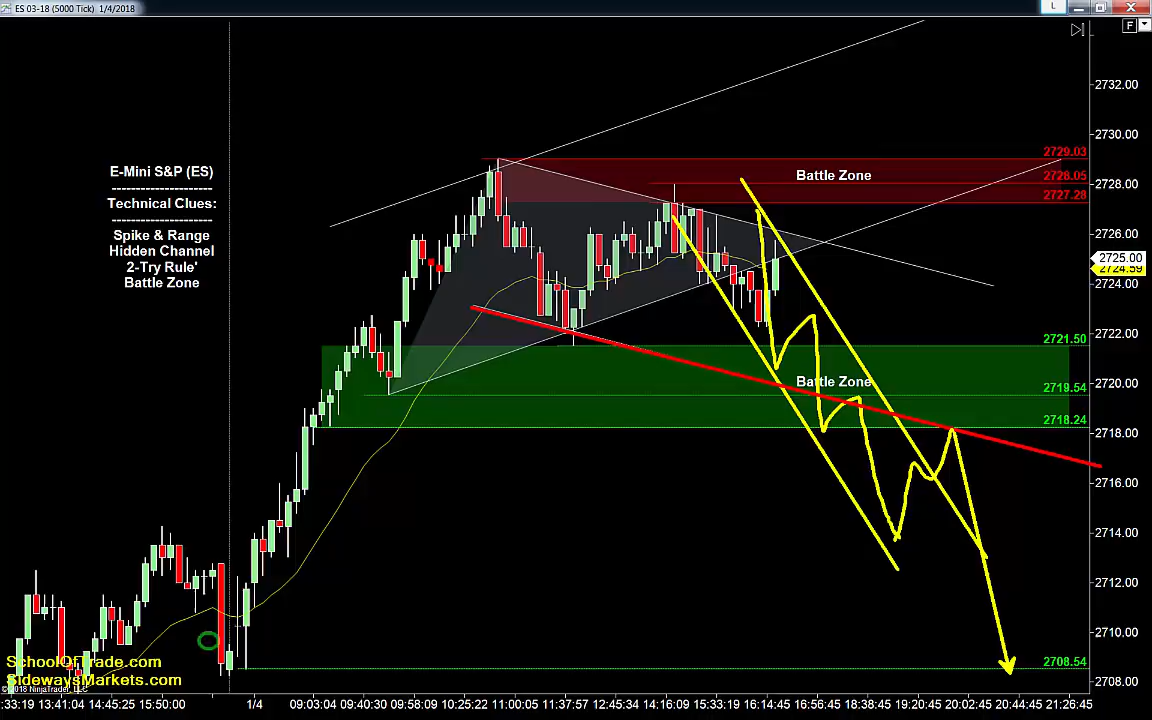 ES 03-18 (5000 Tick) 1/4/2018
L
F
2732.00
2730.00
2729.03
2728.05
2728.00
2727.28
Battle Zone
E-Mini S&P (ES)
---------------------
Technical Clues:
---------------------
Spike & Range
Hidden Channel
2-Try Rule'
Battle Zone
2726.00
2725.00
2724.59
2724.00
2722.00
2721.50
2720.00
Battle Zone
2719.54
2718.24
2718.00
2716.00
2714.00
2712.00
2710.00
2708.54
2708.00
SchoolOfTrade.com
SidewaysMarkets.com
© 2018 NinjaTrader, LLC
:33:19 13:41:04 14:45:25 15:50:00 1/4 09:03:04 09:40:30 09:58:09 10:25:22 11:00:05 11:37:57 12:45:34 14:16:09 15:33:19 16:14:45 16:56:45 18:38:45 19:20:45 20:02:45 20:44:45 21:26:45